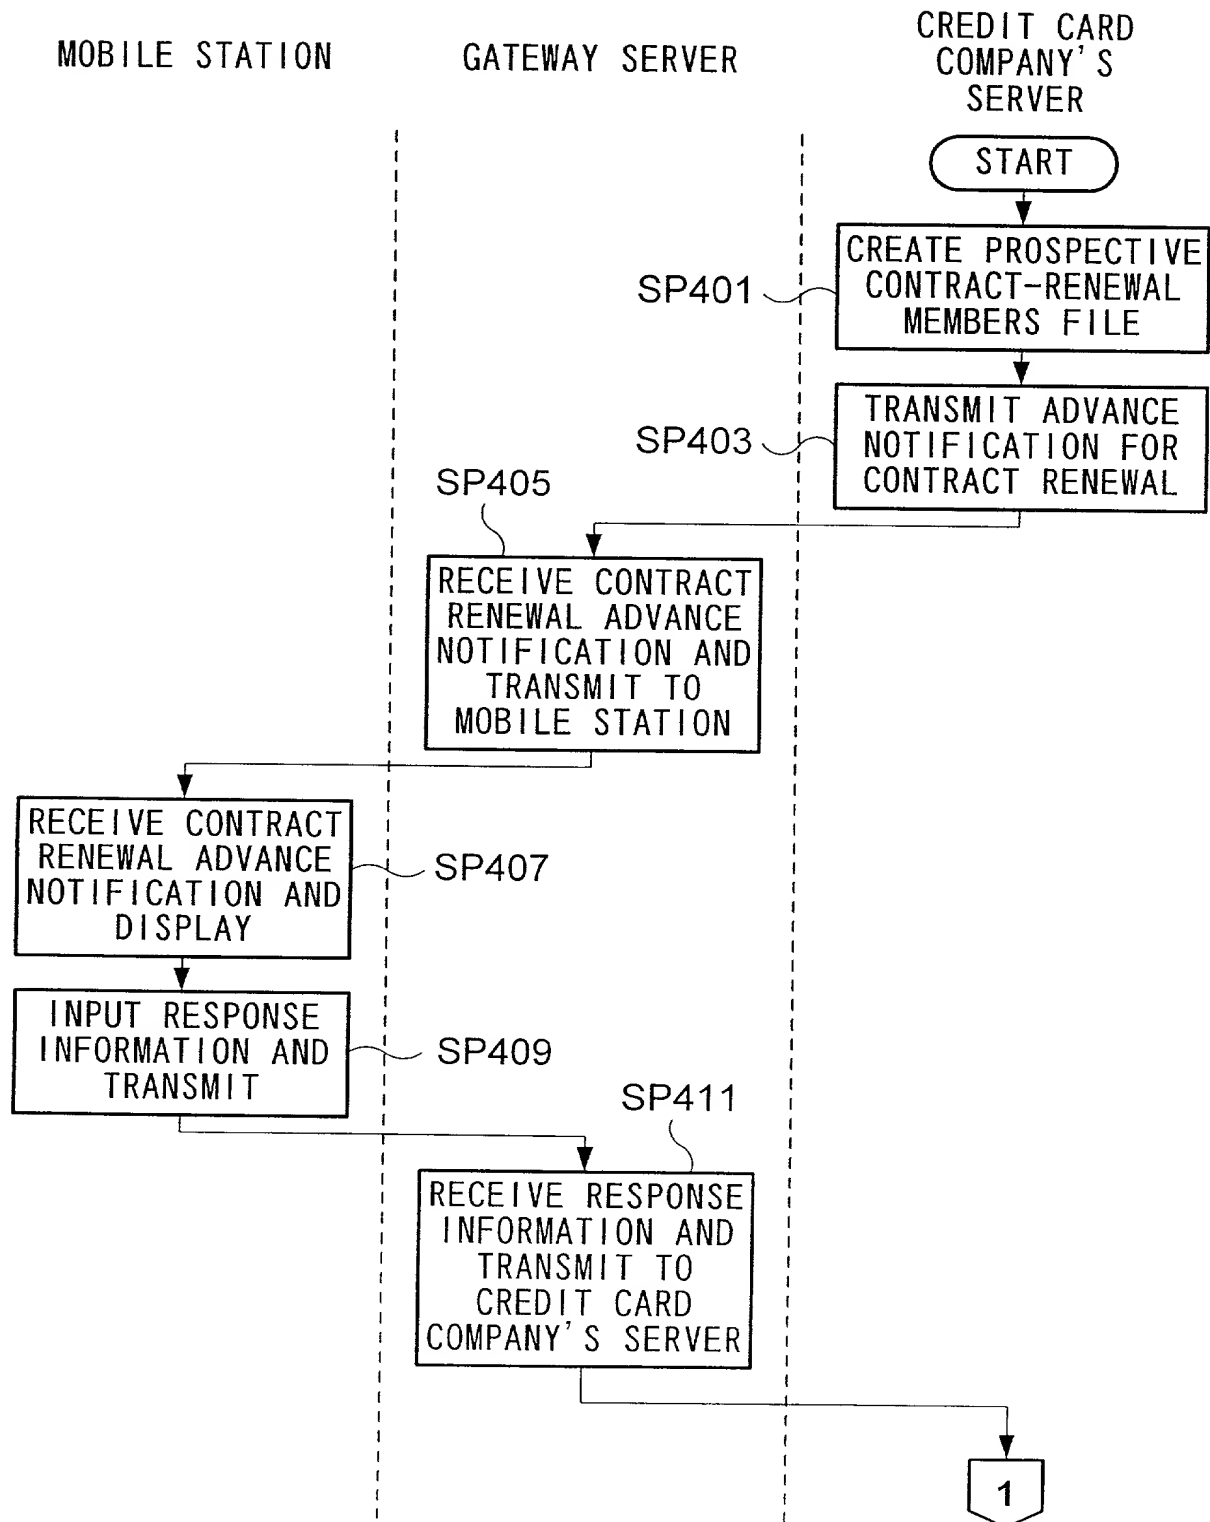 MOBILE STATION
GATEWAY SERVER
CREDIT CARD
COMPANY'S
SERVER
START
CREATE PROSPECTIVE
CONTRACT-RENEWAL
MEMBERS FILE
SP401
TRANSMIT ADVANCE
NOTIFICATION FOR
CONTRACT RENEWAL
SP403
SP405
RECEIVE CONTRACT
RENEWAL ADVANCE
NOTIFICATION AND
TRANSMIT TO
MOBILE STATION
RECEIVE CONTRACT
RENEWAL ADVANCE
NOTIFICATION AND
DISPLAY
SP407
INPUT RESPONSE
INFORMATION AND
TRANSMIT
SP409
SP411
RECEIVE RESPONSE
INFORMATION AND
TRANSMIT TO
CREDIT CARD
COMPANY'S SERVER
1